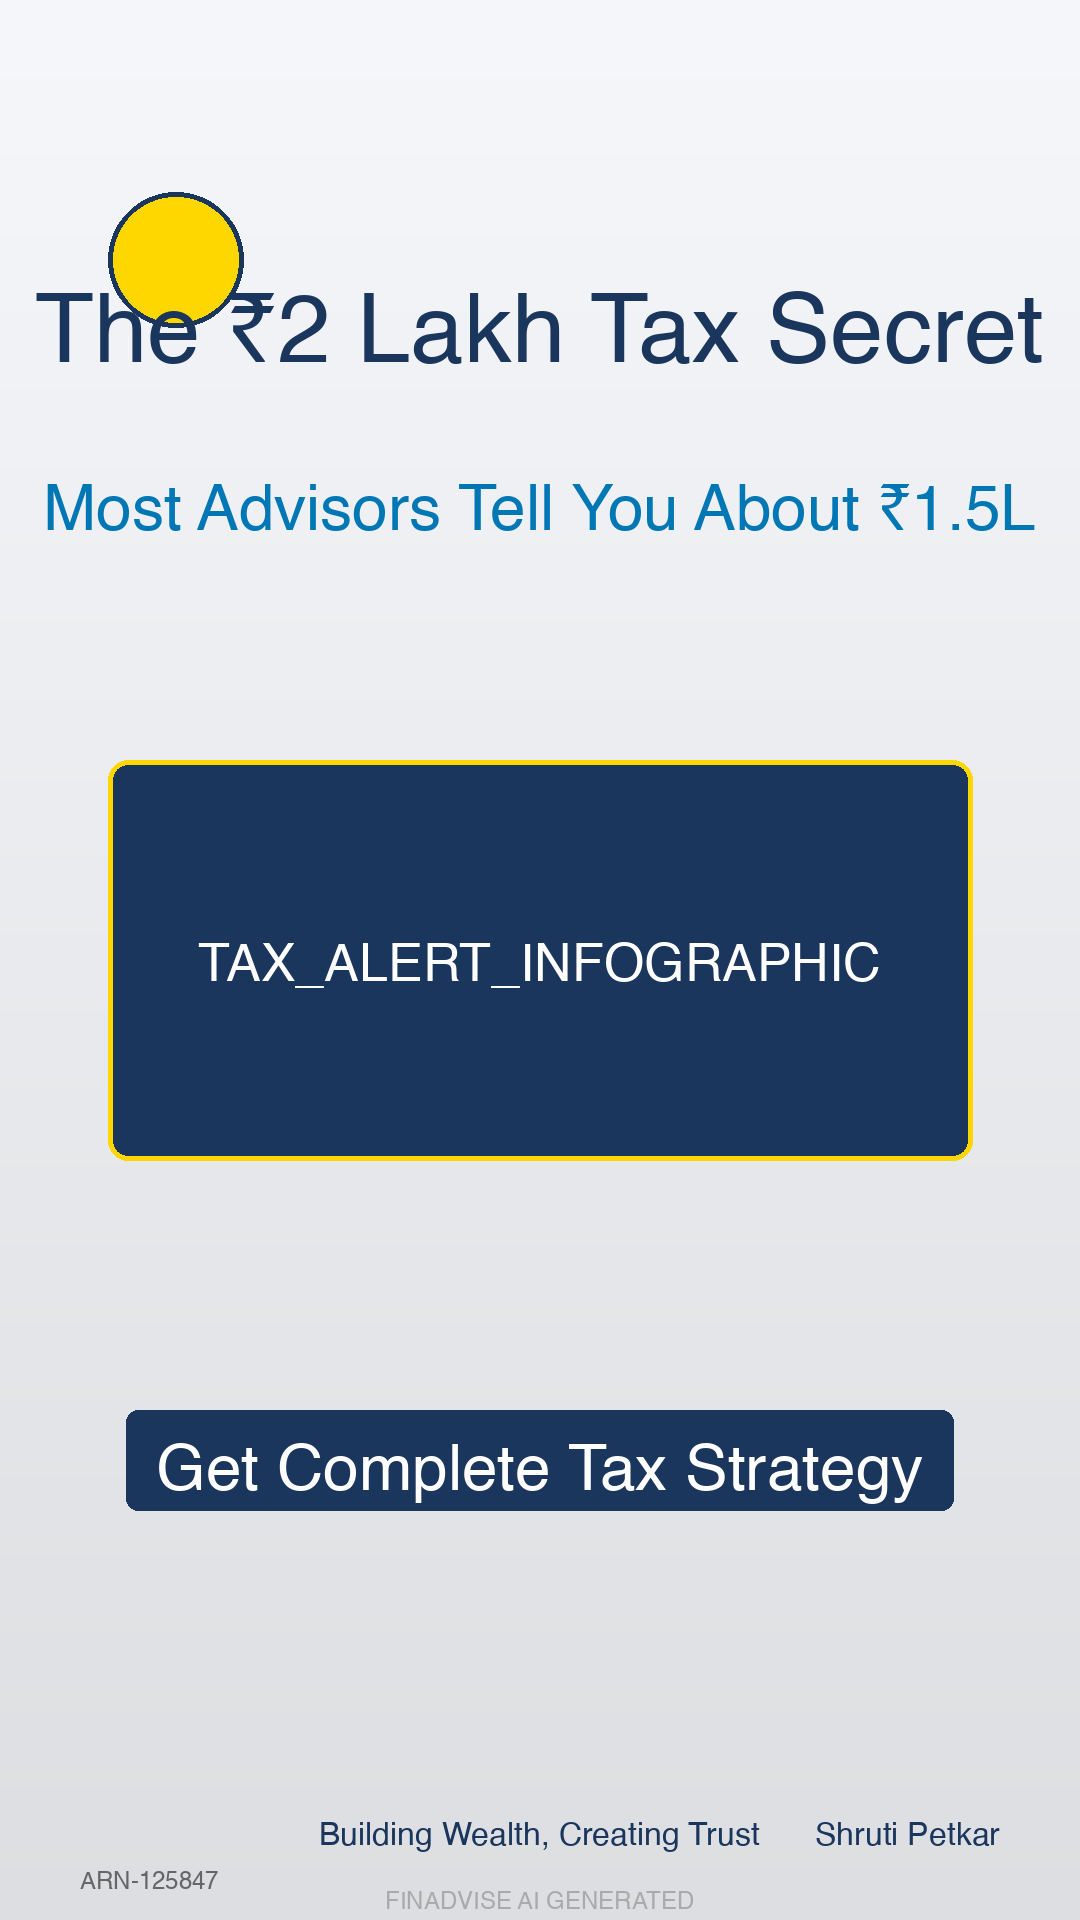 The ₹2 Lakh Tax Secret
Most Advisors Tell You About ₹1.5L
TAX_ALERT_INFOGRAPHIC
Get Complete Tax Strategy
Building Wealth, Creating Trust
Shruti Petkar
ARN-125847
FINADVISE AI GENERATED